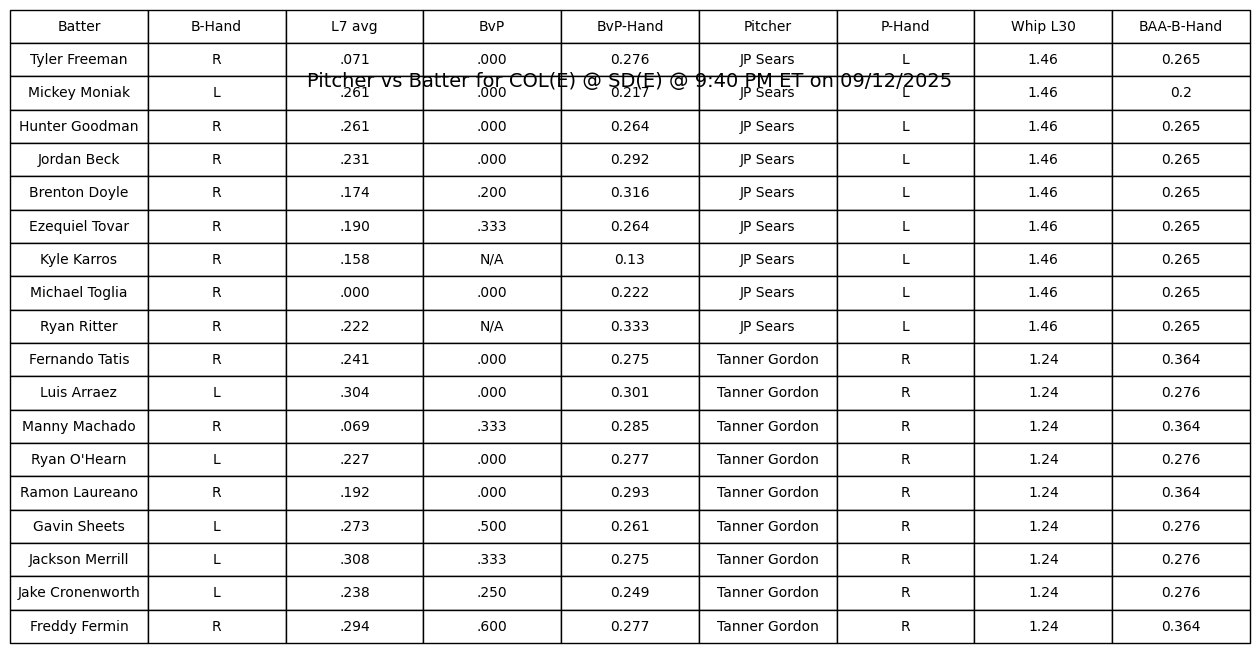 Batter B-Hand L7 avg BvP BvP-Hand Pitcher P-Hand Whip L30 BAA-B-Hand
Tyler Freeman R .071 .000 0.276 JP Sears L 1.46 0.265
Pitcher vs Batter for COL(E) @ SD(E) @ 9:40 PM ET on 09/12/2025
Mickey Moniak L .261 .000 0.217 JP Sears L 1.46 0.2
Hunter Goodman R .261 .000 0.264 JP Sears L 1.46 0.265
Jordan Beck R .231 .000 0.292 JP Sears L 1.46 0.265
Brenton Doyle R .174 .200 0.316 JP Sears L 1.46 0.265
Ezequiel Tovar R .190 .333 0.264 JP Sears L 1.46 0.265
Kyle Karros R .158 N/A 0.13 JP Sears L 1.46 0.265
Michael Toglia R .000 .000 0.222 JP Sears L 1.46 0.265
Ryan Ritter R .222 N/A 0.333 JP Sears L 1.46 0.265
Fernando Tatis R .241 .000 0.275 Tanner Gordon R 1.24 0.364
Luis Arraez L .304 .000 0.301 Tanner Gordon R 1.24 0.276
Manny Machado R .069 .333 0.285 Tanner Gordon R 1.24 0.364
Ryan O'Hearn L .227 .000 0.277 Tanner Gordon R 1.24 0.276
Ramon Laureano R .192 .000 0.293 Tanner Gordon R 1.24 0.364
Gavin Sheets L .273 .500 0.261 Tanner Gordon R 1.24 0.276
Jackson Merrill L .308 .333 0.275 Tanner Gordon R 1.24 0.276
Jake Cronenworth L .238 .250 0.249 Tanner Gordon R 1.24 0.276
Freddy Fermin R .294 .600 0.277 Tanner Gordon R 1.24 0.364